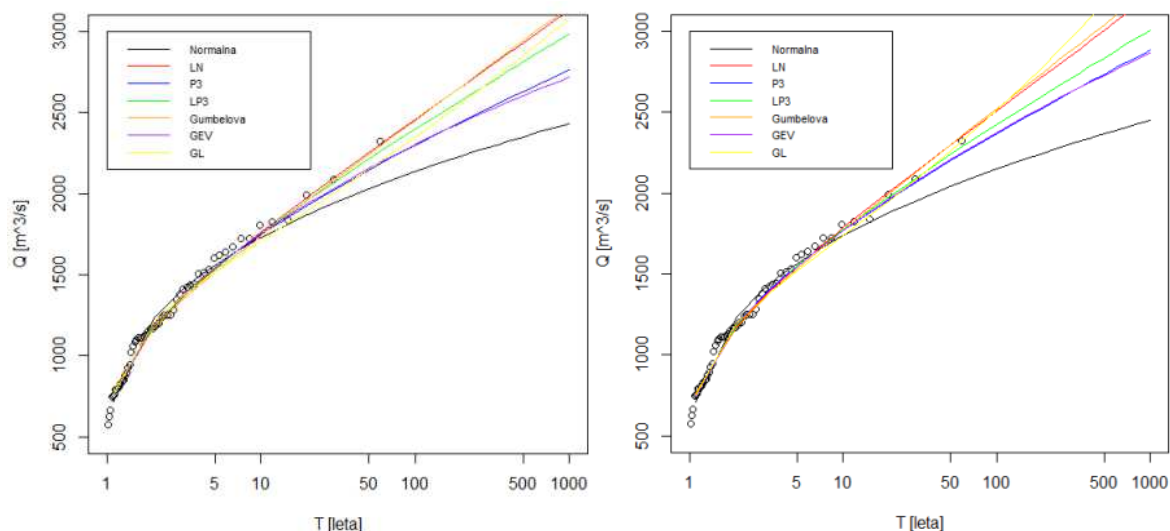 3000
2500
2000
1500
1000
500
Q [m^3/s]
Normalna
LN
P3
LP3
Gumbelova
GEV
GL
1 5 10 50 100 500 1000
T [leta]
3000
2500
2000
1500
1000
500
Q [m^3/s]
Normalna
LN
P3
LP3
Gumbelova
GEV
GL
1 5 10 50 100 500 1000
T [leta]